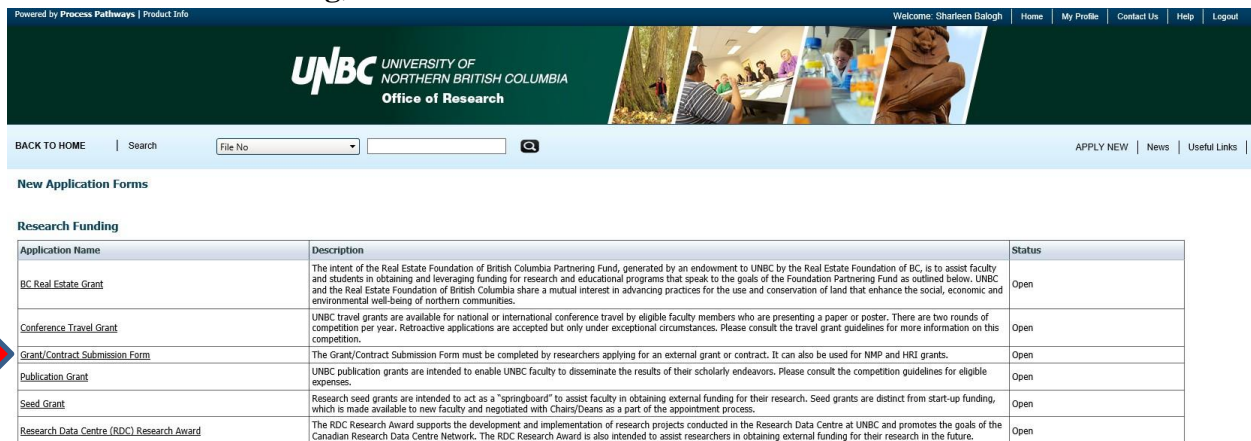 Powered by Process Pathways | Product Info
Welcome: Sharleen Balogh | Home | My Profile | Contact Us | Help | Logout
UNBC UNIVERSITY OF
NORTHERN BRITISH COLUMBIA
Office of Research
BACK TO HOME | Search File No
APPLY NEW | News | Useful Links |
New Application Forms
Research Funding
Application Name Description Status
BC Real Estate Grant
The intent of the Real Estate Foundation of British Columbia Partnering Fund, generated by an endowment to UNBC by the Real Estate Foundation of BC, is to assist faculty
and students in obtaining and leveraging funding for research and educational programs that speak to the goals of the Foundation Partnering Fund as outlined below. UNBC
and the Real Estate Foundation of British Columbia share a mutual interest in advancing practices for the use and conservation of land that enhance the social, economic and
environmental well-being of northern communities.
Open
Conference Travel Grant
UNBC travel grants are available for national or international conference travel by eligible faculty members who are presenting a paper or poster. There are two rounds of
competition per year. Retroactive applications are accepted but only under exceptional circumstances. Please consult the travel grant guidelines for more information on this
competition.
Open
Grant/Contract Submission Form
The Grant/Contract Submission Form must be completed by researchers applying for an external grant or contract. It can also be used for NMP and HRI grants.
Open
Publication Grant
UNBC publication grants are intended to enable UNBC faculty to disseminate the results of their scholarly endeavors. Please consult the competition guidelines for eligible
expenses.
Open
Seed Grant
Research seed grants are intended to act as a "springboard" to assist faculty in obtaining external funding for their research. Seed grants are distinct from start-up funding,
which is made available to new faculty and negotiated with Chairs/Deans as a part of the appointment process.
Open
Research Data Centre (RDC) Research Award
The RDC Research Award supports the development and implementation of research projects conducted in the Research Data Centre at UNBC and promotes the goals of the
Canadian Research Data Centre Network. The RDC Research Award is also intended to assist researchers in obtaining external funding for their research in the future.
Open